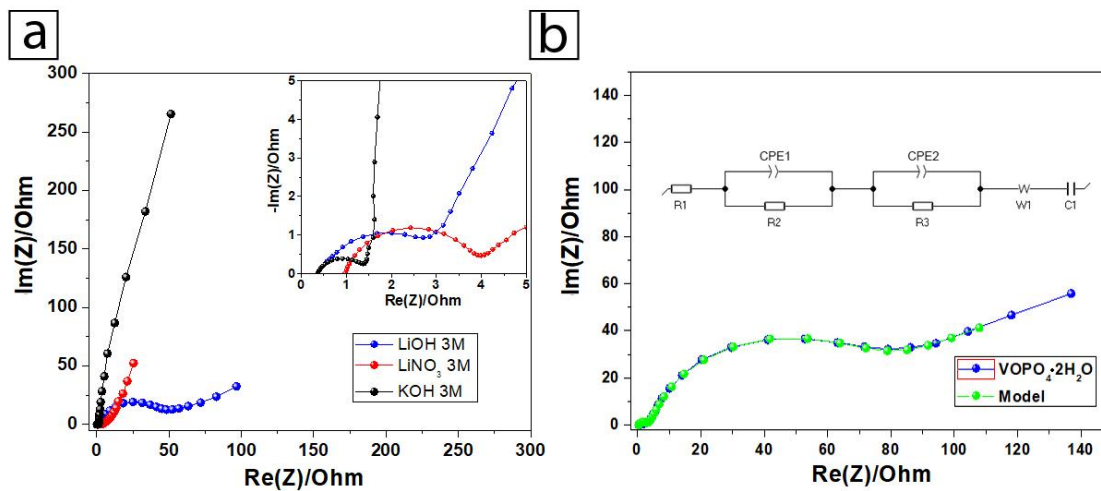 a
Im(Z)/Ohm
300
250
200
150
100
50
0
0 50 100 150 200 250 300
Re(Z)/Ohm
-Im(Z)/Ohm
5
4
3
2
1
0
0 1 2 3 4 5
Re(Z)/Ohm
LiOH 3M
LiNO₃ 3M
KOH 3M
b
Im(Z)/Ohm
140
120
100
80
60
40
20
0
0 20 40 60 80 100 120 140
Re(Z)/Ohm
CPE1 CPE2
R1 R2 R3 W1 C1
VOPO₄·2H₂O
Model